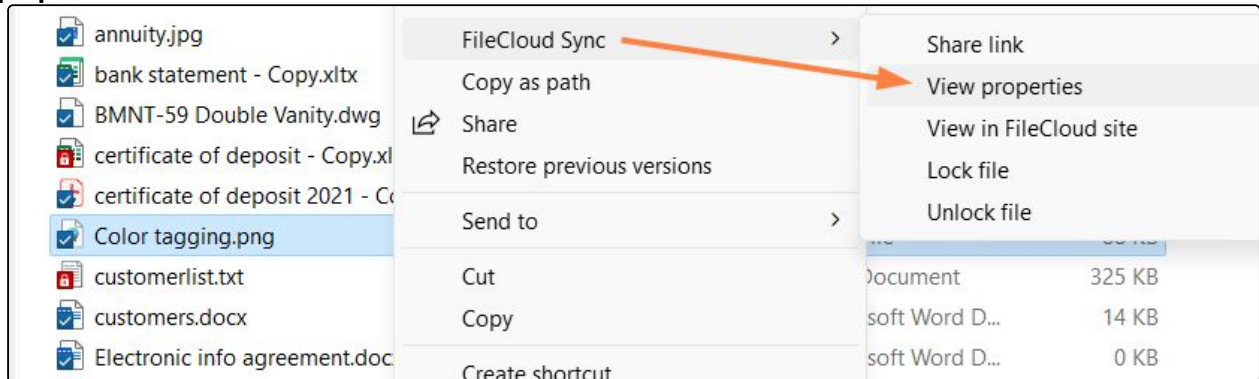 annuity.jpg
bank statement - Copy.xltx
BMNT-59 Double Vanity.dwg
certificate of deposit - Copy.xl
certificate of deposit 2021 - Co
Color tagging.png
customerlist.txt
customers.docx
Electronic info agreement.doc
FileCloud Sync
Copy as path
Share
Restore previous versions
Send to
Cut
Copy
Create shortcut
Share link
View properties
View in FileCloud site
Lock file
Unlock file
Document 325 KB
soft Word D... 14 KB
soft Word D... 0 KB